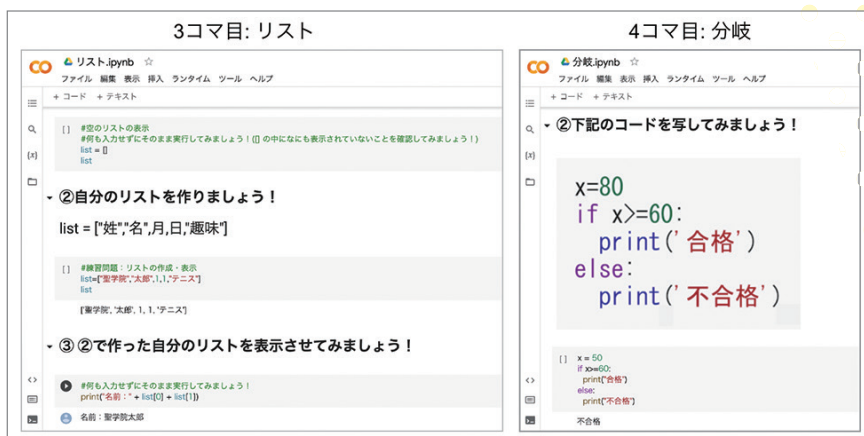 3コマ目: リスト
リスト.ipynb ☆
ファイル 編集 表示 挿入 ランタイム ツール ヘルプ
+ コード + テキスト
[ ] #空のリストの表示
#何も入力せずにそのまま実行してみましょう!([] の中になにも表示されていないことを確認してみましょう!)
list = []
list
②自分のリストを作りましょう!
list = ["姓","名",月,日,"趣味"]
[ ] #練習問題:リストの作成・表示
list=["聖学院","太郎",1,1,"テニス"]
list
['聖学院', '太郎', 1, 1, 'テニス']
③ ②で作った自分のリストを表示させてみましょう!
#何も入力せずにそのまま実行してみましょう!
print("名前:" + list[0] + list[1])
名前:聖学院太郎
4コマ目: 分岐
分岐.ipynb ☆
ファイル 編集 表示 挿入 ランタイム ツール ヘルプ
+ コード + テキスト
②下記のコードを写してみましょう!
x=80
if x>=60:
print('合格')
else:
print('不合格')
[ ] x = 50
if x>=60:
print("合格")
else:
print("不合格")
不合格